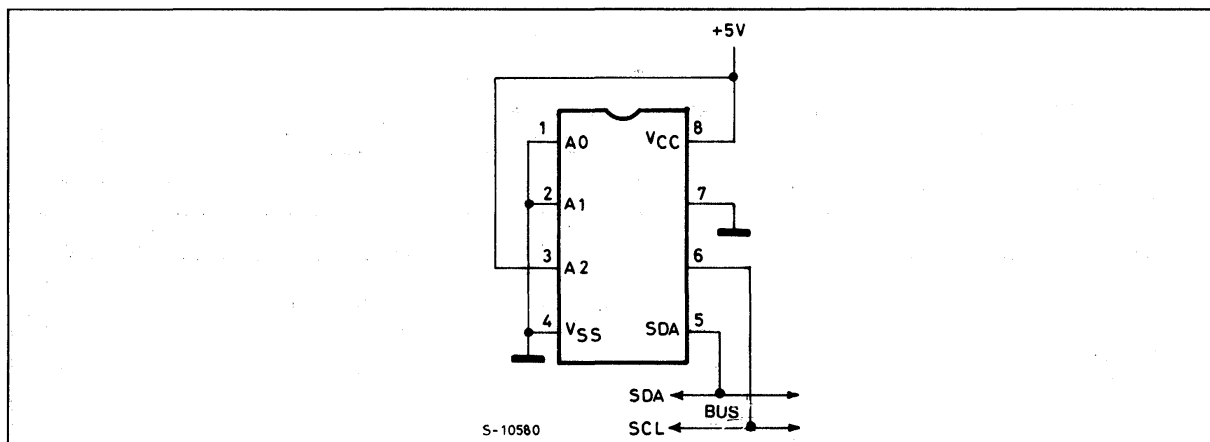 +5V
1 A0 VCC 8
2 A1 7
3 A2 6
4 VSS SDA 5
SDA
BUS
SCL
S-10580